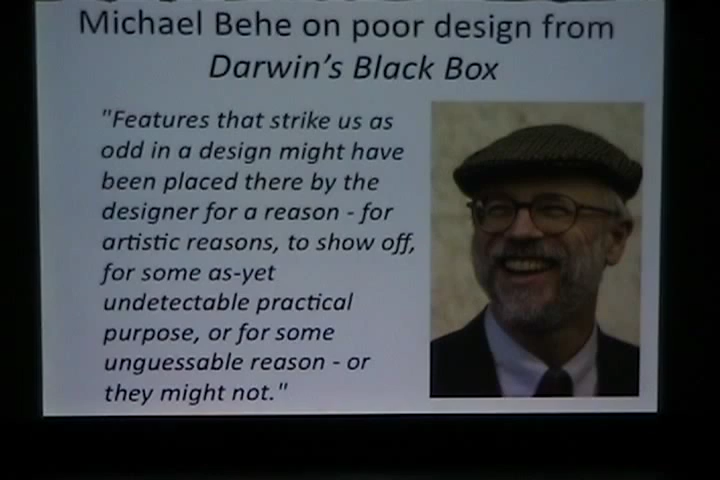 Michael Behe on poor design from
Darwin's Black Box
"Features that strike us as
odd in a design might have
been placed there by the
designer for a reason - for
artistic reasons, to show off,
for some as-yet
undetectable practical
purpose, or for some
unguessable reason - or
they might not."